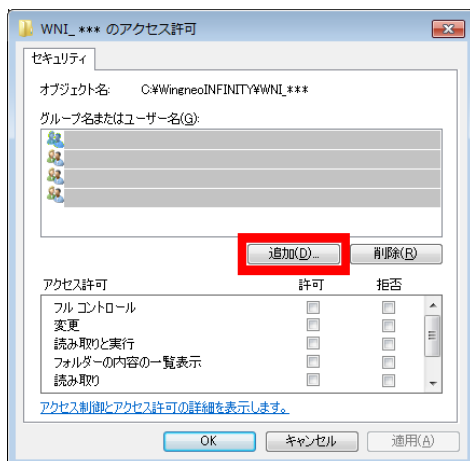 WNI_*** のアクセス許可
セキュリティ
オブジェクト名: C:¥WingneoINFINITY¥WNI_***
グループ名またはユーザー名(G):
追加(D)... 削除(R)
アクセス許可 許可 拒否
フル コントロール
変更
読み取りと実行
フォルダーの内容の一覧表示
読み取り
アクセス制御とアクセス許可の詳細を表示します。
OK キャンセル 適用(A)